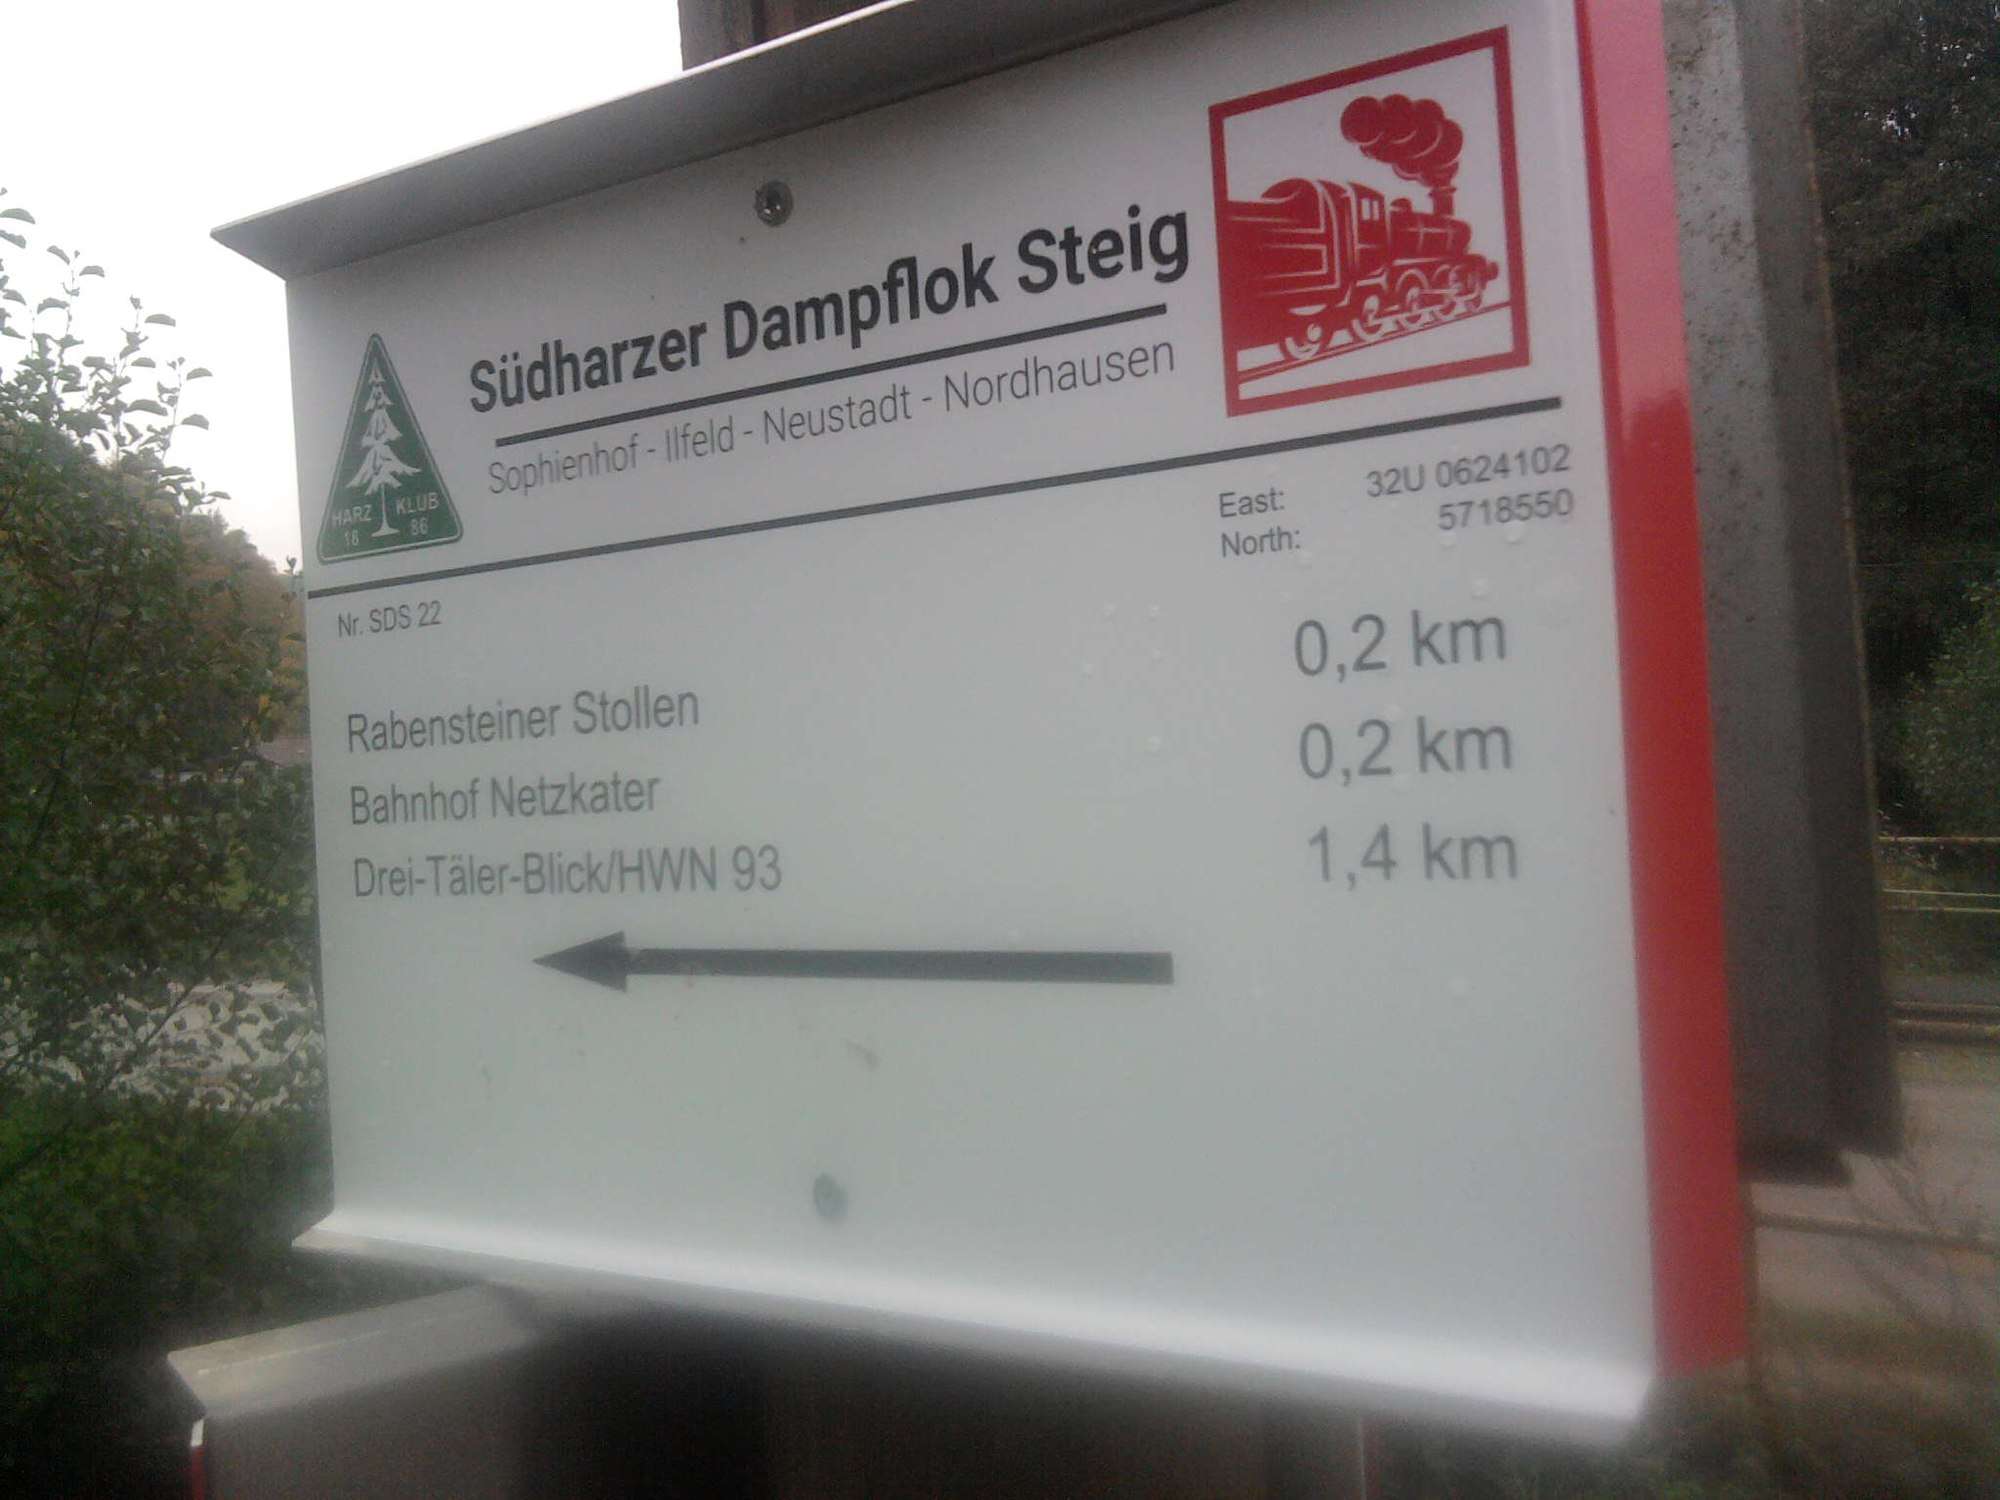 Südharzer Dampflok Steig
Sophienhof - Ilfeld - Neustadt - Nordhausen
HARZ KLUB
18 86
East: 32U 0624102
North: 5718550
Nr. SDS 22
Rabensteiner Stollen 0,2 km
Bahnhof Netzkater 0,2 km
Drei-Täler-Blick/HWN 93 1,4 km